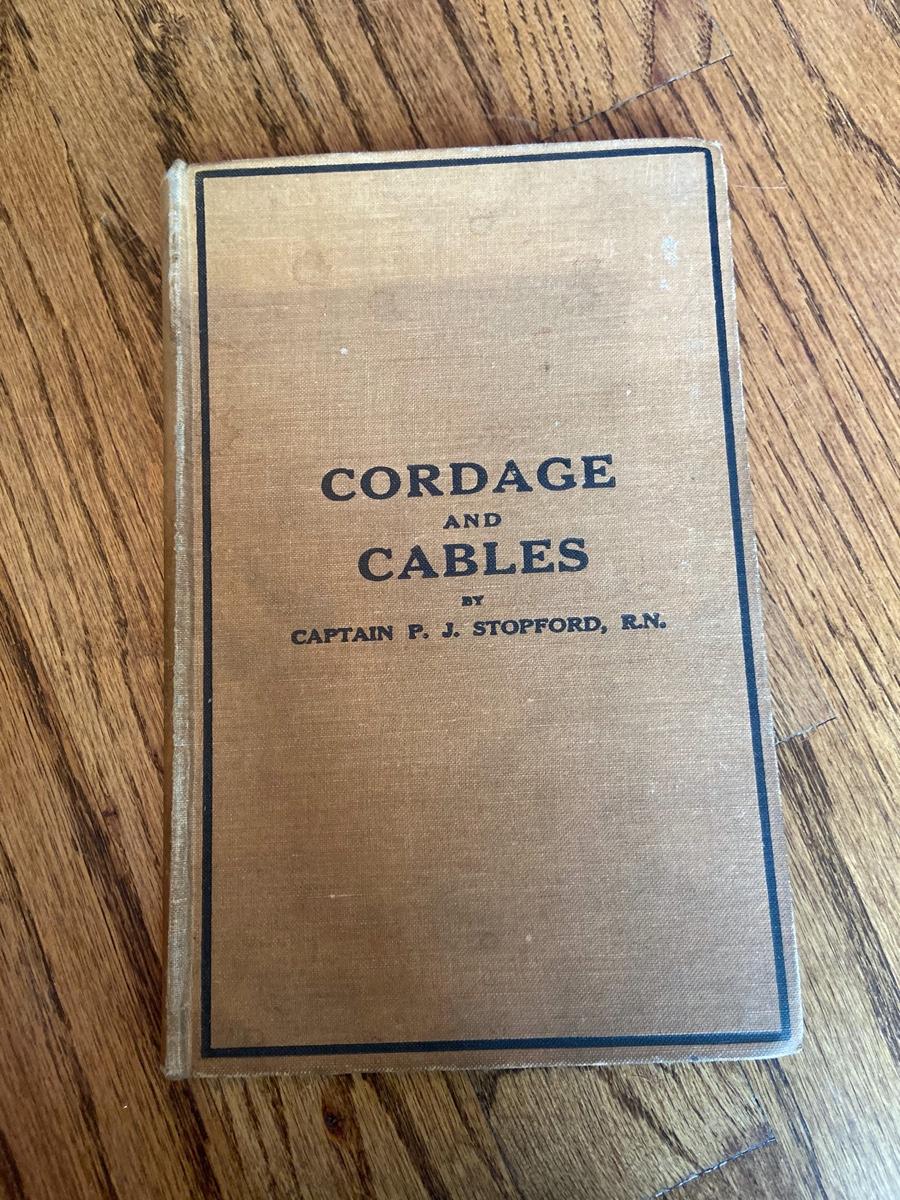 CORDAGE
AND
CABLES
BY
CAPTAIN P. J. STOPFORD, R.N.